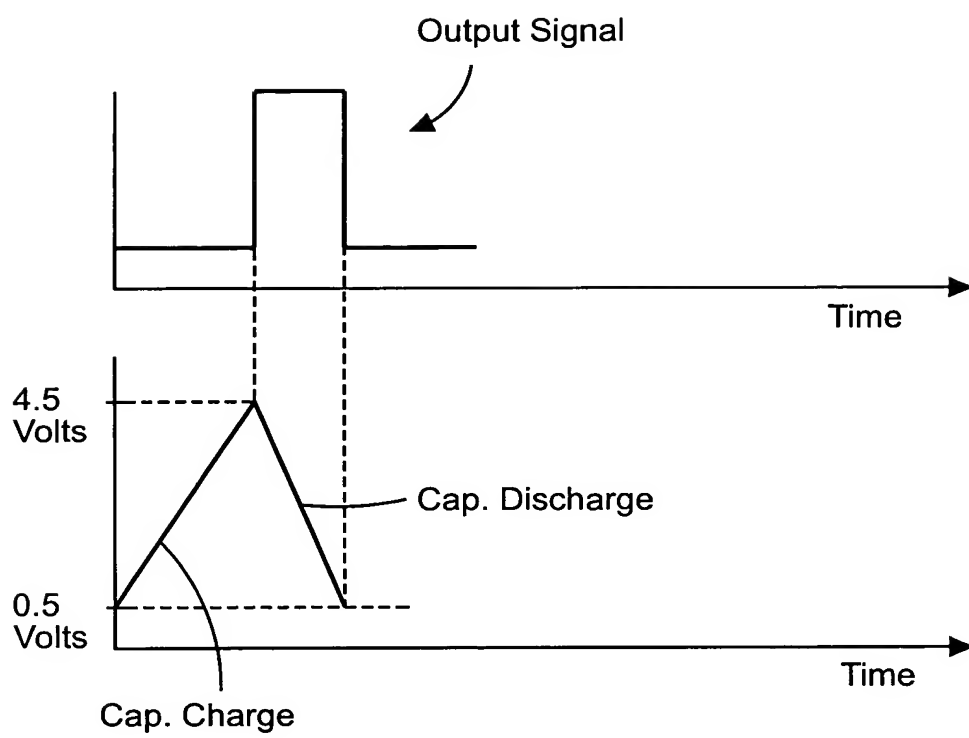 Output Signal
Time
4.5
Volts
Cap. Discharge
0.5
Volts
Time
Cap. Charge